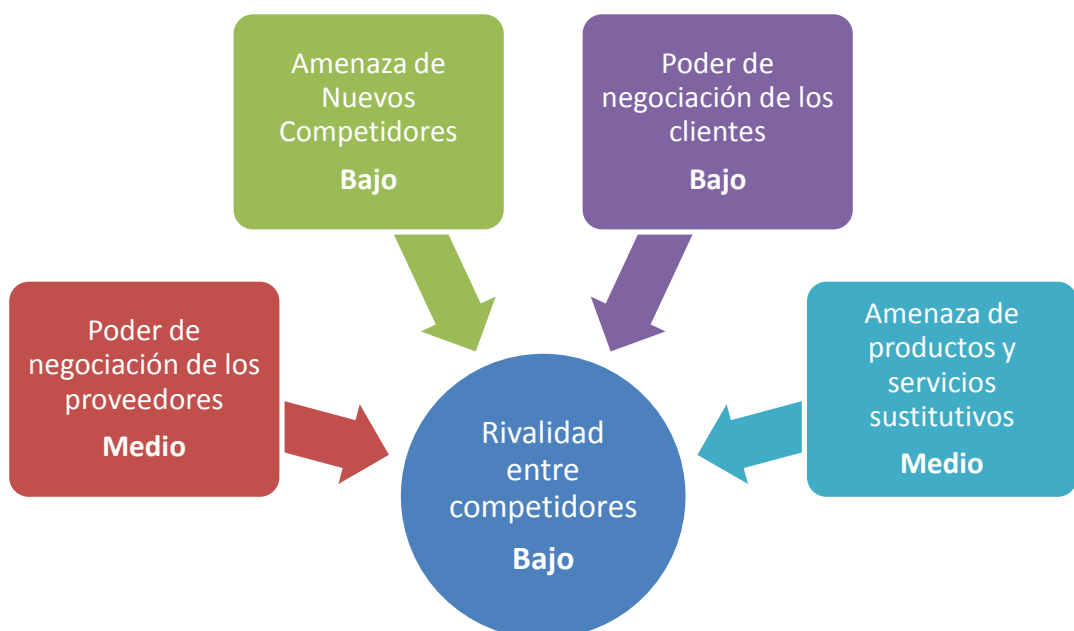 Amenaza de
Nuevos
Competidores
Bajo
Poder de
negociación de los
clientes
Bajo
Poder de
negociación de los
proveedores
Medio
Amenaza de
productos y
servicios
sustitutivos
Medio
Rivalidad
entre
competidores
Bajo